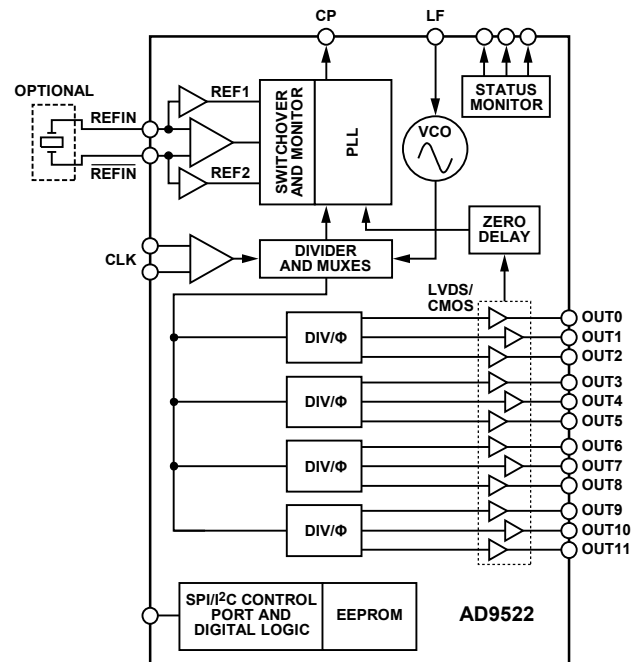 CP
LF
OPTIONAL
REFIN
REFIN
REF1
REF2
SWITCHOVER
AND MONITOR
PLL
VCO
STATUS
MONITOR
ZERO
DELAY
CLK
DIVIDER
AND MUXES
LVDS/
CMOS
DIV/Φ
OUT0
OUT1
OUT2
DIV/Φ
OUT3
OUT4
OUT5
DIV/Φ
OUT6
OUT7
OUT8
DIV/Φ
OUT9
OUT10
OUT11
SPI/I²C CONTROL
PORT AND
DIGITAL LOGIC
EEPROM
AD9522